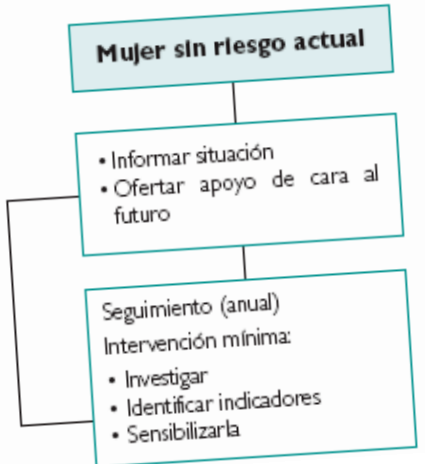 Mujer sin riesgo actual
• Informar situación
• Ofertar apoyo de cara al
futuro
Seguimiento (anual)
Intervención mínima:
• Investigar
• Identificar indicadores
• Sensibilizarla